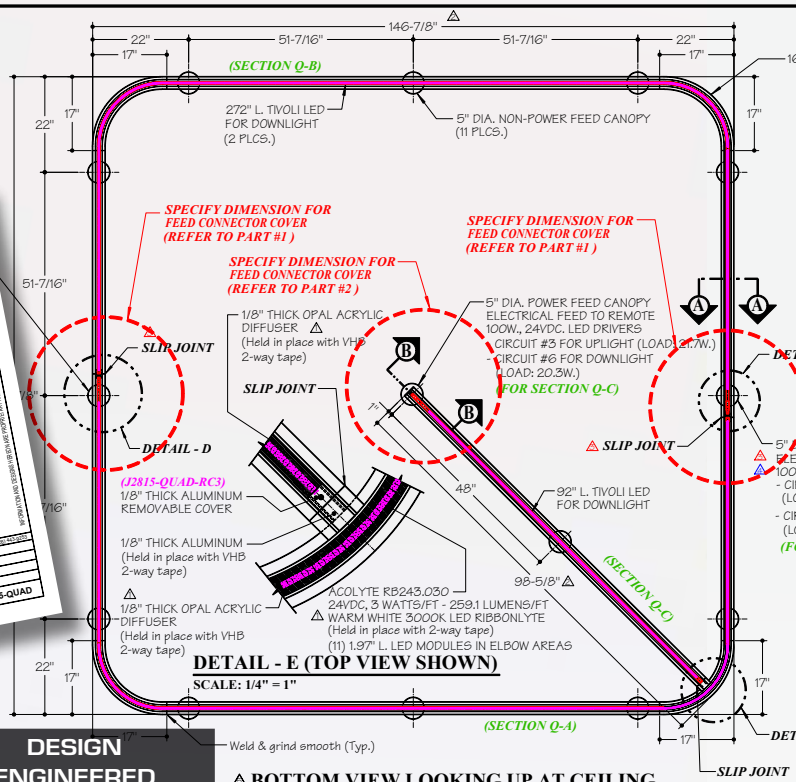 146-7/8"
22"
51-7/16"
51-7/16"
22"
17"
17"
(SECTION Q-B)
16
17"
22"
17"
272" L. TIVOLI LED
FOR DOWNLIGHT
(2 PLCS.)
5" DIA. NON-POWER FEED CANOPY
(11 PLCS.)
SPECIFY DIMENSION FOR
FEED CONNECTOR COVER
(REFER TO PART #1 )
SPECIFY DIMENSION FOR
FEED CONNECTOR COVER
(REFER TO PART #1 )
SPECIFY DIMENSION FOR
FEED CONNECTOR COVER
(REFER TO PART #2 )
51-7/16"
1/8" THICK OPAL ACRYLIC
DIFFUSER
(Held in place with VHB
2-way tape)
5" DIA. POWER FEED CANOPY
ELECTRICAL FEED TO REMOTE
100W., 24VDC. LED DRIVERS
- CIRCUIT #3 FOR UPLIGHT (LOAD: 21.7W.)
- CIRCUIT #6 FOR DOWNLIGHT
(LOAD: 20.3W.)
(FOR SECTION Q-C)
A
A
B
B
SLIP JOINT
SLIP JOINT
1"
DETAIL - D
SLIP JOINT
(J2815-QUAD-RC3)
1/8" THICK ALUMINUM
REMOVABLE COVER
48"
92" L. TIVOLI LED
FOR DOWNLIGHT
1/8" THICK ALUMINUM
(Held in place with VHB
2-way tape)
98-5/8"
(SECTION Q-C)
1/8" THICK OPAL ACRYLIC
DIFFUSER
(Held in place with VHB
2-way tape)
ACOLYTE RB243.030
24VDC, 3 WATTS/FT - 259.1 LUMENS/FT
WARM WHITE 3000K LED RIBBONLYTE
(Held in place with 2-way tape)
(11) 1.97" L. LED MODULES IN ELBOW AREAS
DETAIL - E (TOP VIEW SHOWN)
SCALE: 1/4" = 1"
22"
17"
17"
17"
17"
(SECTION Q-A)
Weld & grind smooth (Typ.)
SLIP JOINT
DESIGN
ENGINEERED
BOTTOM VIEW LOOKING UP AT CEILING